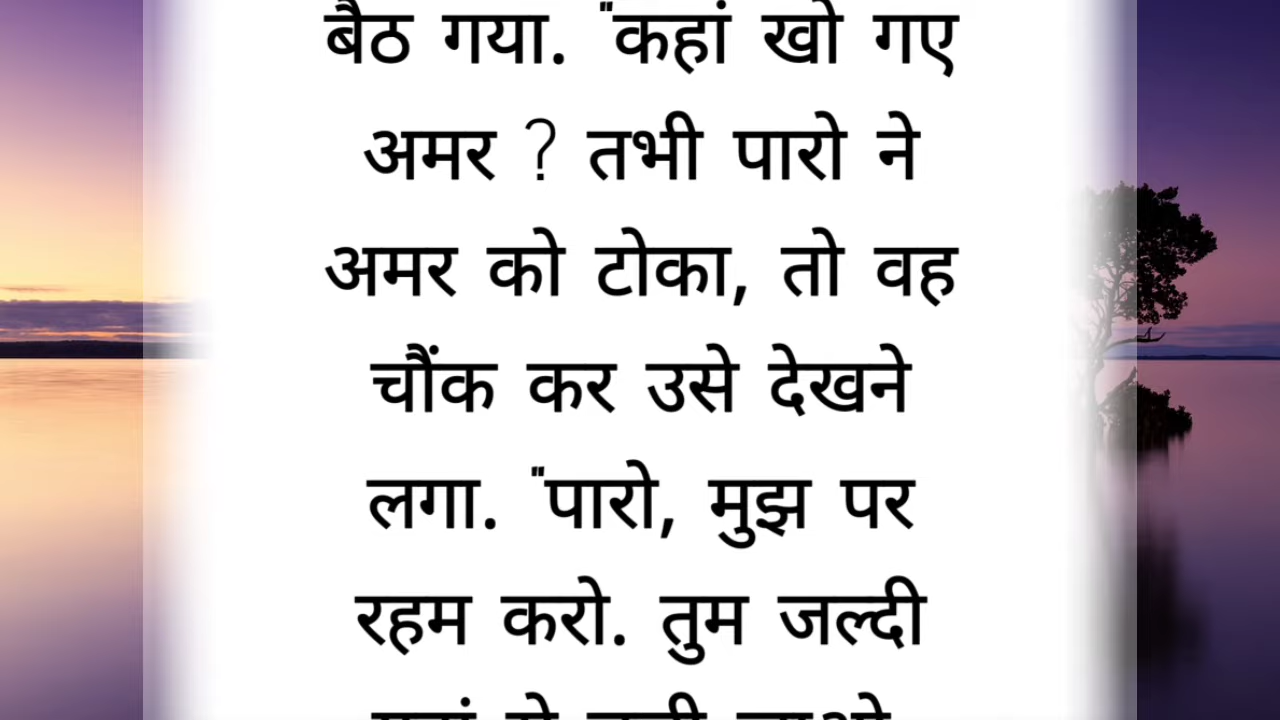 बैठ गया. "कहां खो गए
अमर ? तभी पारो ने
अमर को टोका, तो वह
चौंक कर उसे देखने
लगा. "पारो, मुझ पर
रहम करो. तुम जल्दी